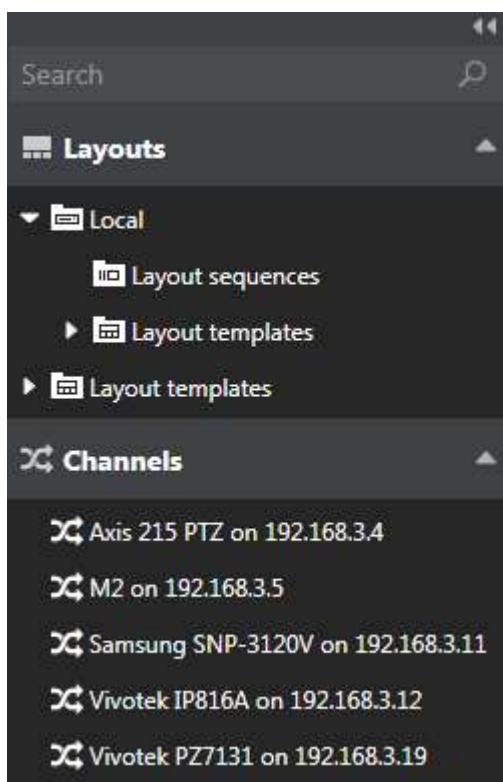 Search
Layouts
Local
Layout sequences
Layout templates
Layout templates
Channels
Axis 215 PTZ on 192.168.3.4
M2 on 192.168.3.5
Samsung SNP-3120V on 192.168.3.11
Vivotek IP816A on 192.168.3.12
Vivotek PZ7131 on 192.168.3.19